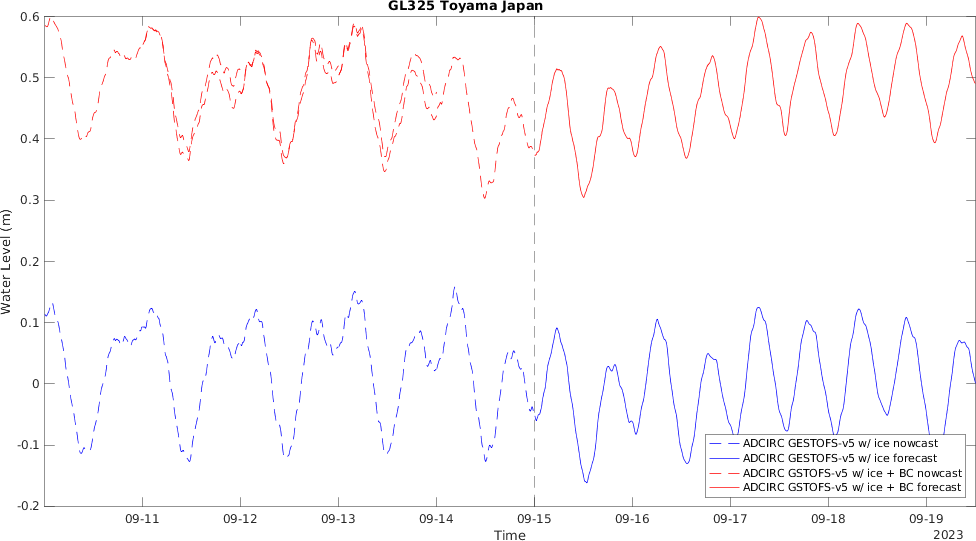 GL325 Toyama Japan
Water Level (m)
0.6
0.5
0.4
0.3
0.2
0.1
0
-0.1
-0.2
ADCIRC GESTOFS-v5 w/ ice nowcast
ADCIRC GESTOFS-v5 w/ ice forecast
ADCIRC GSTOFS-v5 w/ ice + BC nowcast
ADCIRC GSTOFS-v5 w/ ice + BC forecast
09-11 09-12 09-13 09-14 09-15 09-16 09-17 09-18 09-19
Time
2023